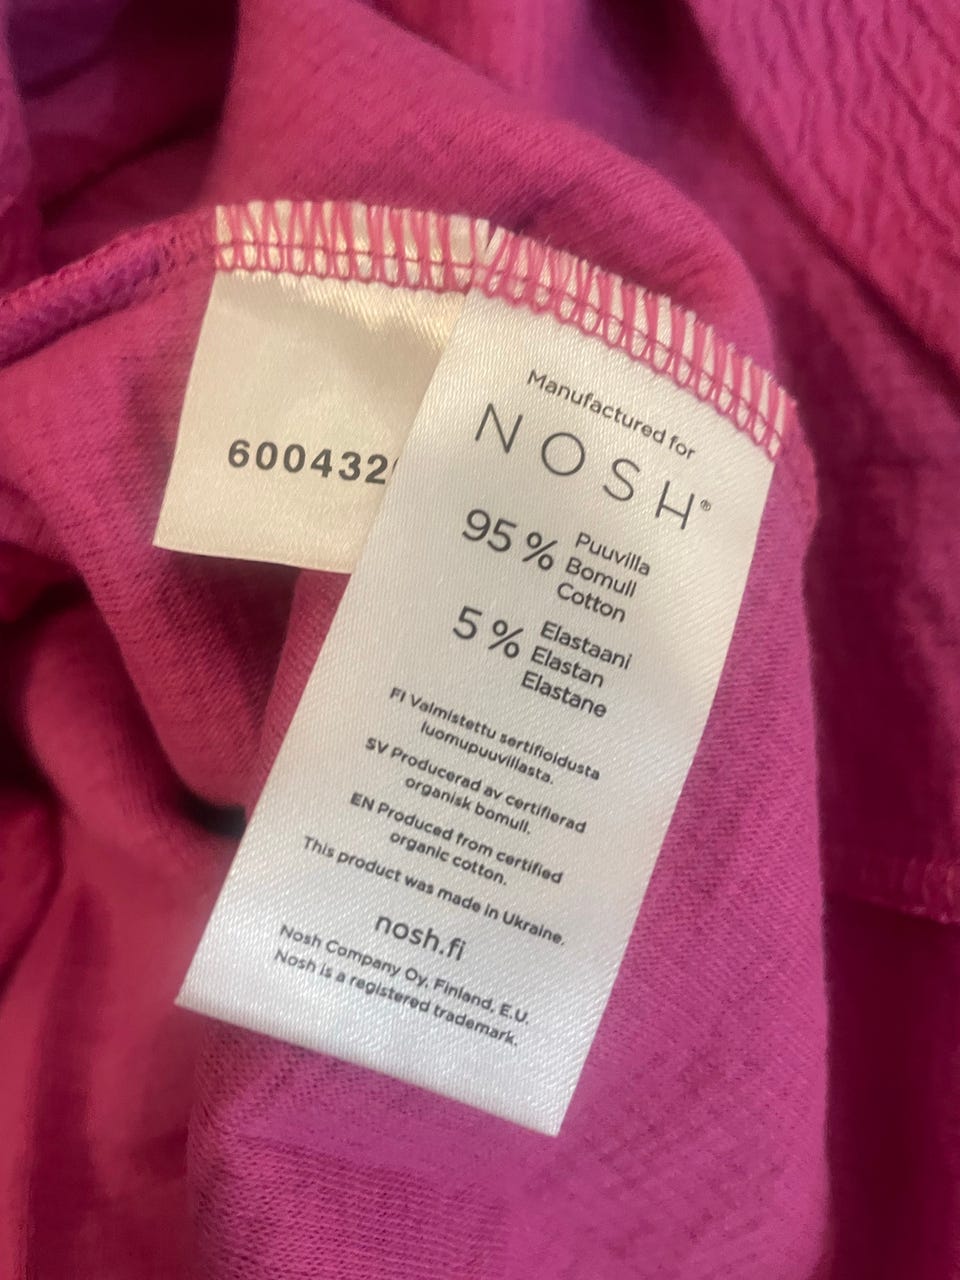 600432
Manufactured for
NOSH®
95 % Puuvilla
Bomull
Cotton
5 % Elastaani
Elastan
Elastane
FI Valmistettu sertifioidusta
luomupuuvillasta.
SV Producerad av certifierad
organisk bomull.
EN Produced from certified
organic cotton.
This product was made in Ukraine.
nosh.fi
Nosh Company Oy, Finland, E.U.
Nosh is a registered trademark.